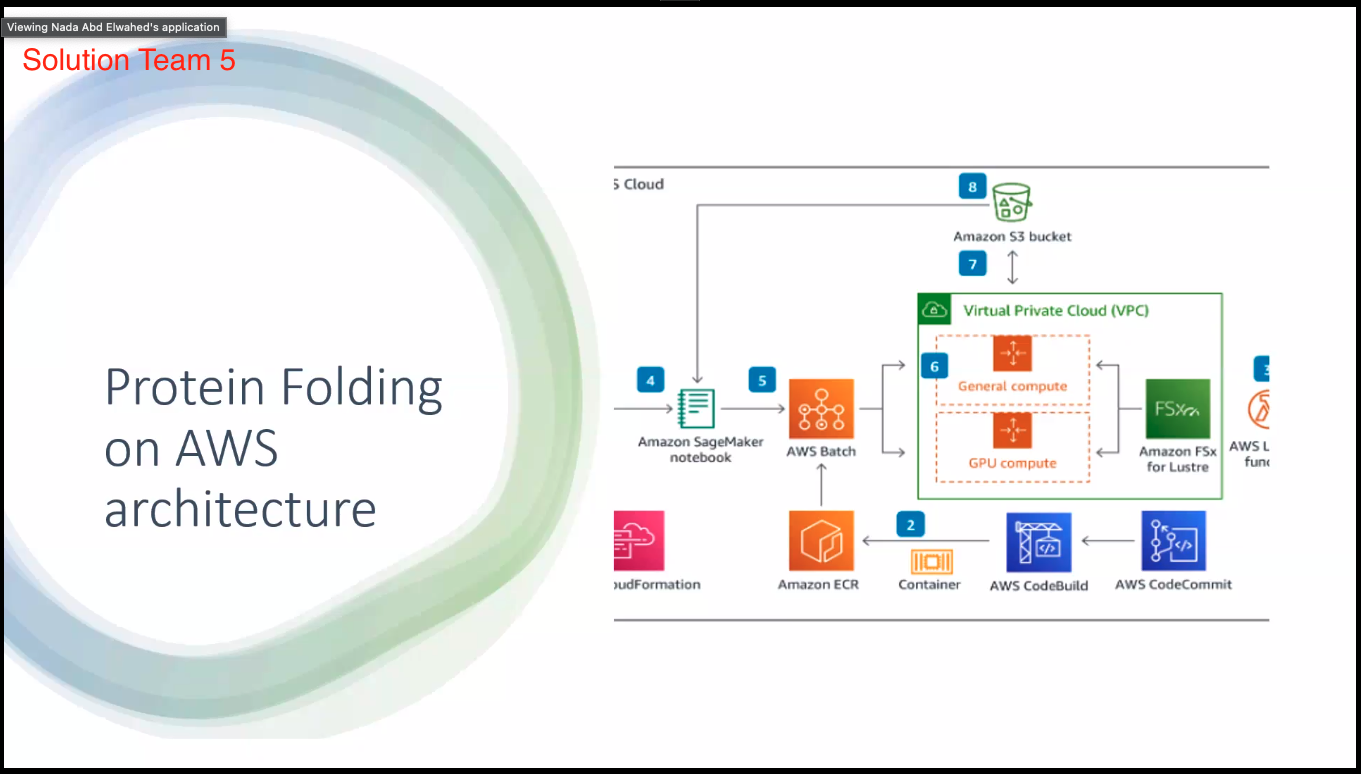 Viewing Nada Abd Elwahed's application
Solution Team 5
Protein Folding
on AWS
architecture
S Cloud
8
Amazon S3 bucket
7
Virtual Private Cloud (VPC)
6
General compute
GPU compute
FSx
Amazon FSx
for Lustre
3
AWS L
func
4
Amazon SageMaker
notebook
5
AWS Batch
oudFormation
Amazon ECR
2
Container
AWS CodeBuild
AWS CodeCommit